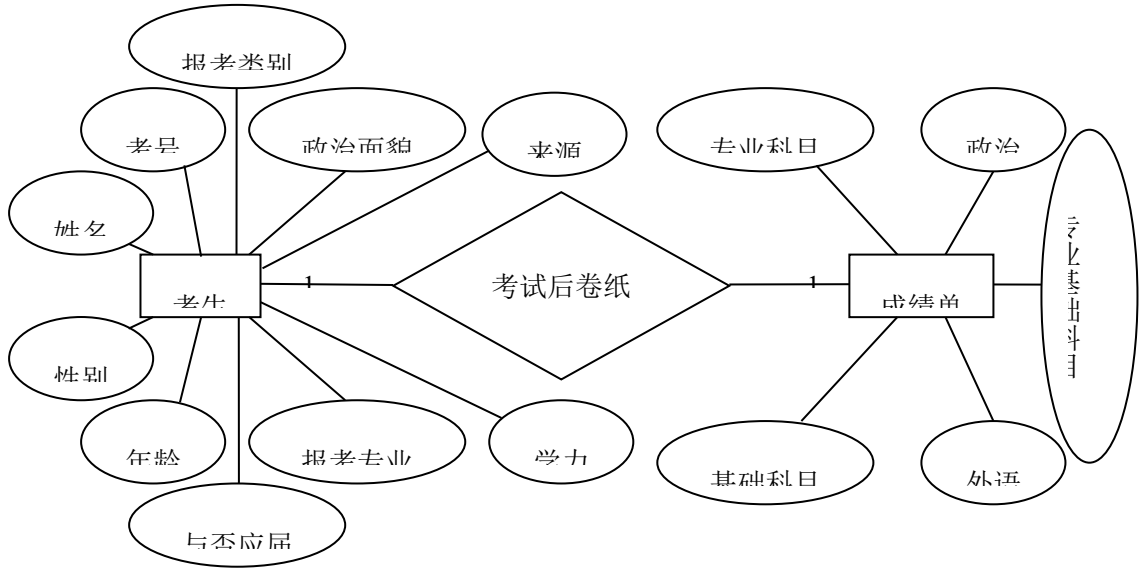 报考类别
考号
政治面貌
来源
专业科目
政治
姓名
专业基础科目
考生
1
考试后卷纸
1
成绩单
性别
年龄
报考专业
学力
基础科目
外语
与否应届